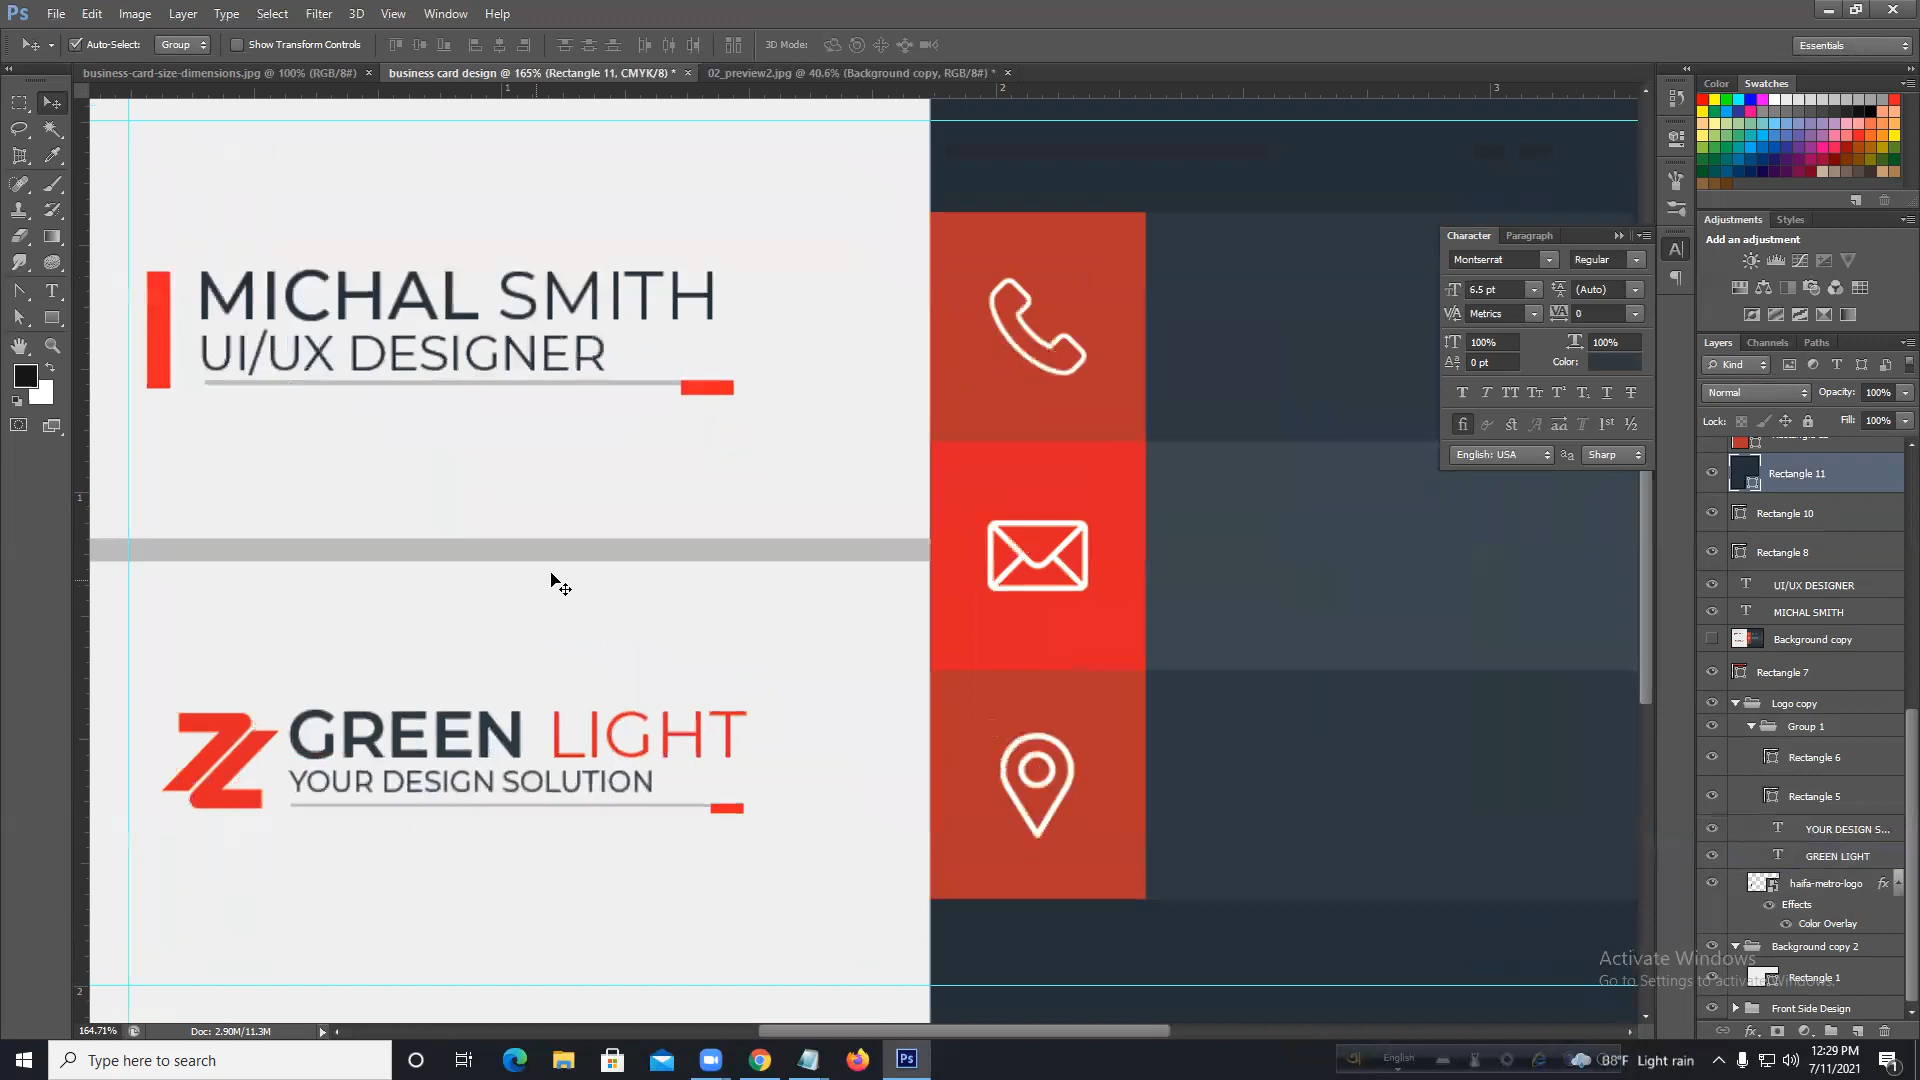 Ps File Edit Image Layer Type Select Filter 3D View Window Help
Auto-Select: Group Show Transform Controls 3D Mode: Essentials
business-card-size-dimensions.jpg @ 100% (RGB/8#) × business card design @ 165% (Rectangle 11, CMYK/8) * × 02_preview2.jpg @ 40.6% (Background copy, RGB/8#) * ×
1 2 3
Color Swatches
Adjustments Styles
Add an adjustment
Character Paragraph
Montserrat Regular
6.5 pt (Auto)
Metrics 0
100% 100%
0 pt Color:
English: USA Sharp
MICHAL SMITH
UI/UX DESIGNER
1
GREEN LIGHT
YOUR DESIGN SOLUTION
2
Layers Channels Paths
Kind
Normal Opacity: 100%
Lock: Fill: 100%
Rectangle 11
Rectangle 10
Rectangle 8
UI/UX DESIGNER
MICHAL SMITH
Background copy
Rectangle 7
Logo copy
Group 1
Rectangle 6
Rectangle 5
YOUR DESIGN S...
GREEN LIGHT
haifa-metro-logo fx
Effects
Color Overlay
Background copy 2
Rectangle 1
Front Side Design
Activate Windows
Go to Settings to activate Windows.
164.71% Doc: 2.90M/11.3M
Type here to search
English
88°F Light rain
12:29 PM
7/11/2021
1